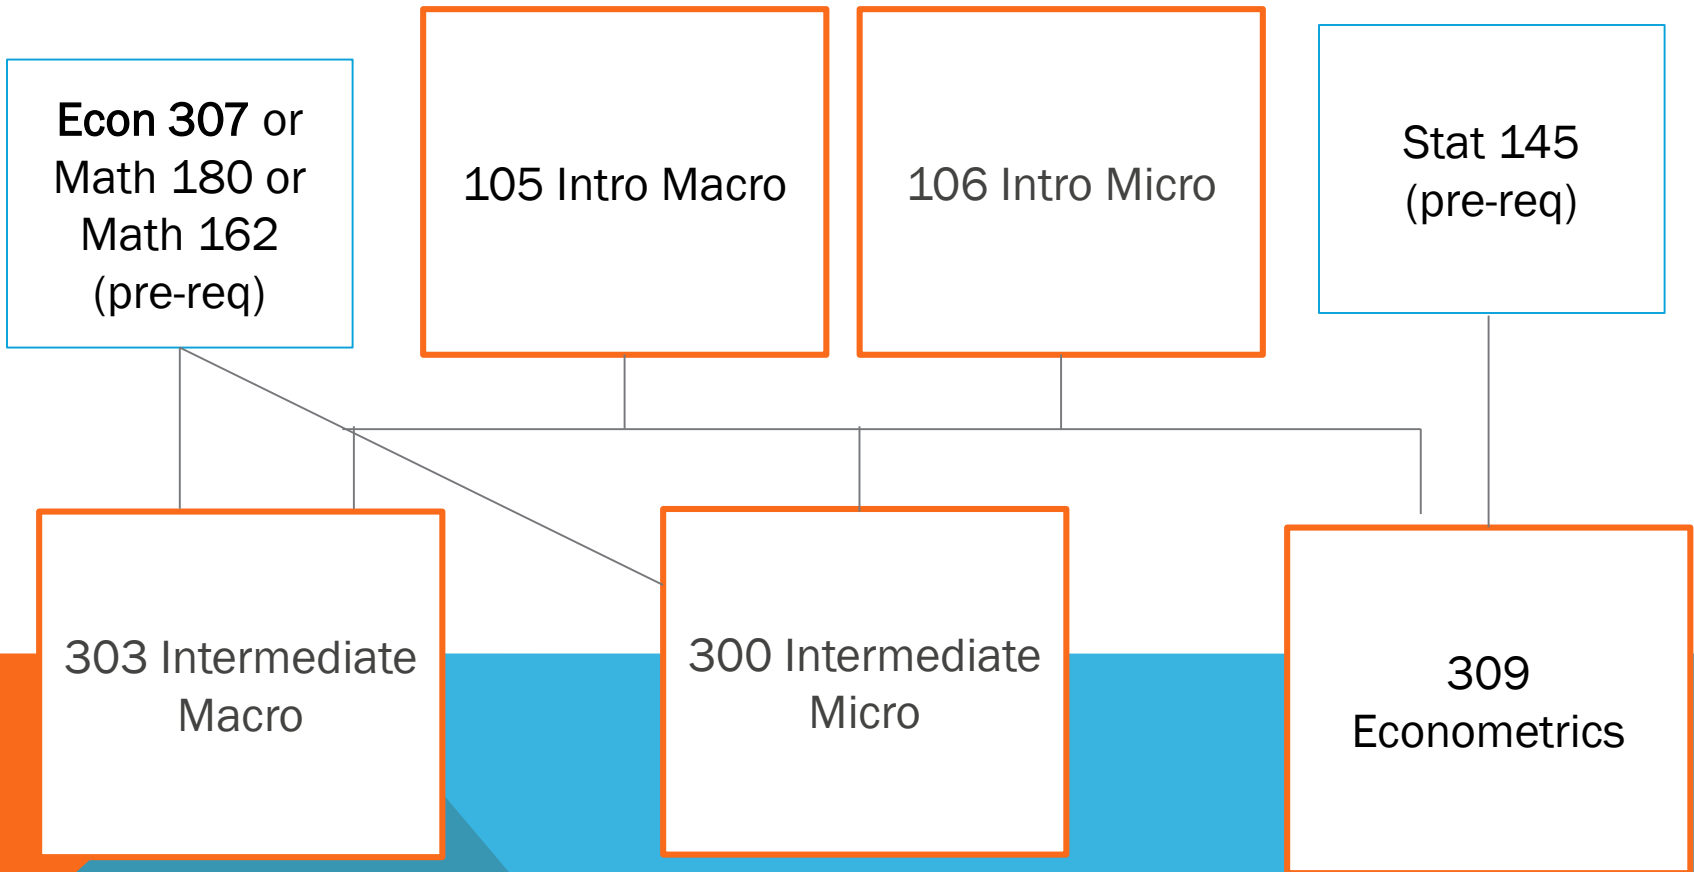 Econ 307 or
Math 180 or
Math 162
(pre-req)
105 Intro Macro
106 Intro Micro
Stat 145
(pre-req)
303 Intermediate
Macro
300 Intermediate
Micro
309
Econometrics